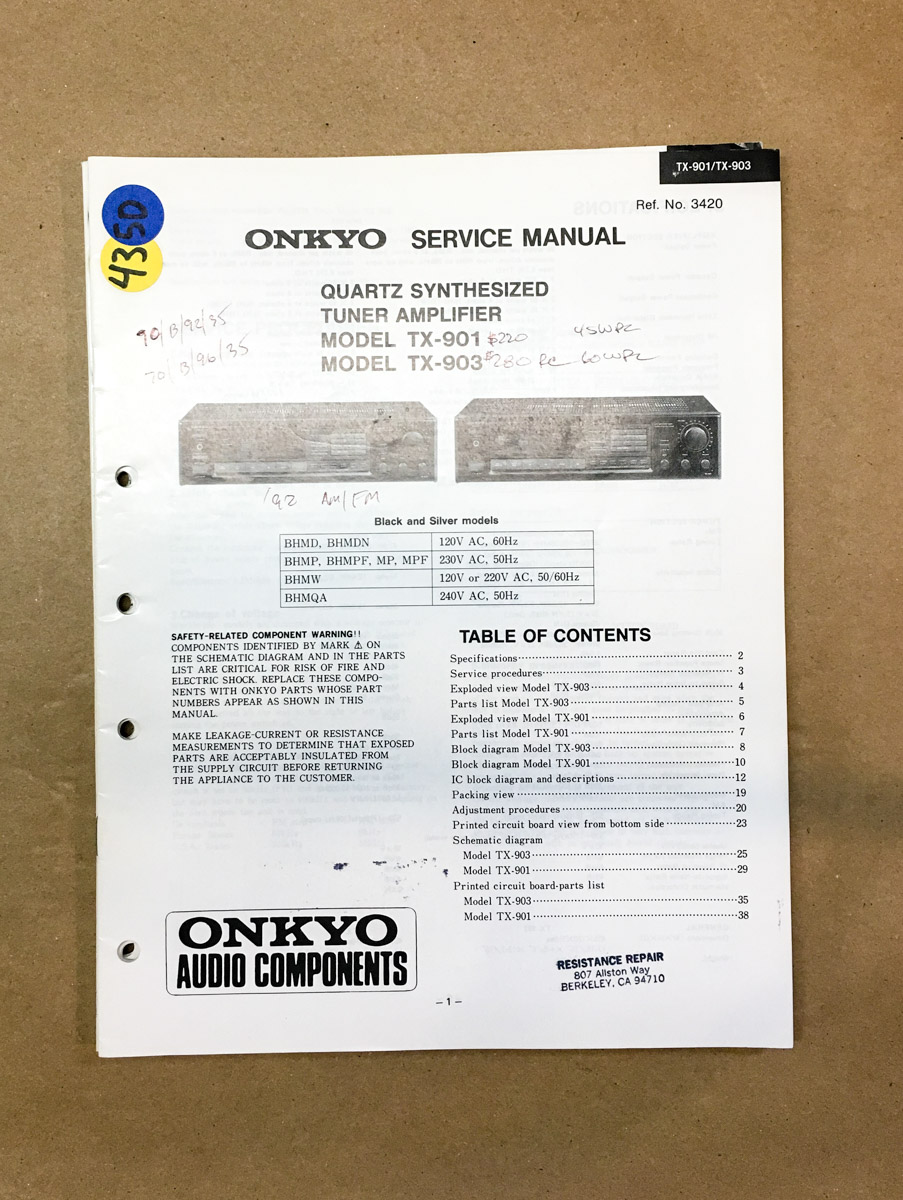 TX-901/TX-903
Ref. No. 3420
435D
ONKYO SERVICE MANUAL
QUARTZ SYNTHESIZED
TUNER AMPLIFIER
MODEL TX-901 $220 45WPC
MODEL TX-903 $280 RC 60WPC
90/B/92/35
70/B/96/35
'92 AM/FM
Black and Silver models
BHMD, BHMDN 120V AC, 60Hz
BHMP, BHMPF, MP, MPF 230V AC, 50Hz
BHMW 120V or 220V AC, 50/60Hz
BHMQA 240V AC, 50Hz
SAFETY-RELATED COMPONENT WARNING!!
COMPONENTS IDENTIFIED BY MARK ⚠ ON
THE SCHEMATIC DIAGRAM AND IN THE PARTS
LIST ARE CRITICAL FOR RISK OF FIRE AND
ELECTRIC SHOCK. REPLACE THESE COMPO-
NENTS WITH ONKYO PARTS WHOSE PART
NUMBERS APPEAR AS SHOWN IN THIS
MANUAL.
MAKE LEAKAGE-CURRENT OR RESISTANCE
MEASUREMENTS TO DETERMINE THAT EXPOSED
PARTS ARE ACCEPTABLY INSULATED FROM
THE SUPPLY CIRCUIT BEFORE RETURNING
THE APPLIANCE TO THE CUSTOMER.
TABLE OF CONTENTS
Specifications 2
Service procedures 3
Exploded view Model TX-903 4
Parts list Model TX-903 5
Exploded view Model TX-901 6
Parts list Model TX-901 7
Block diagram Model TX-903 8
Block diagram Model TX-901 10
IC block diagram and descriptions 12
Packing view 19
Adjustment procedures 20
Printed circuit board view from bottom side 23
Schematic diagram
Model TX-903 25
Model TX-901 29
Printed circuit board-parts list
Model TX-903 35
Model TX-901 38
ONKYO
AUDIO COMPONENTS
RESISTANCE REPAIR
807 Allston Way
BERKELEY, CA 94710
– 1 –